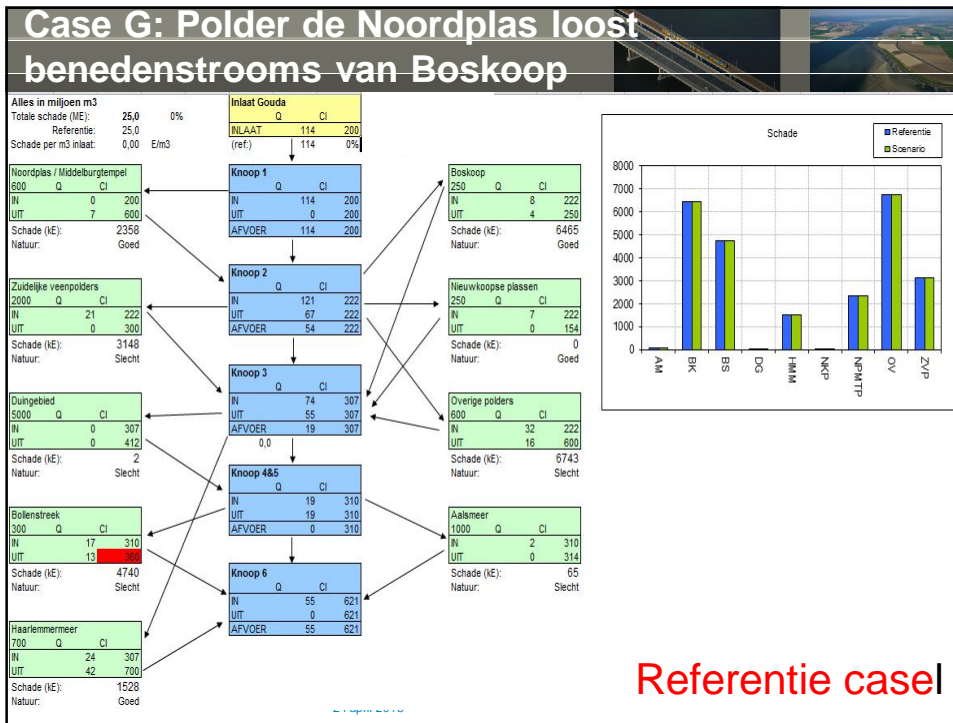 Case G: Polder de Noordplas loost
benedenstrooms van Boskoop
Alles in miljoen m3
Totale schade (ME): 25,0 0%
Referentie: 25,0
Schade per m3 inlaat: 0,00 E/m3
Inlaat Gouda
Q Cl
INLAAT 114 200
(ref:) 114 0%
Noordplas / Middelburgtempel
600 Q Cl
IN 0 200
UIT 7 600
Schade (kE): 2358
Natuur: Goed
Knoop 1
Q Cl
IN 114 200
UIT 0 200
AFVOER 114 200
Boskoop
250 Q Cl
IN 8 222
UIT 4 250
Schade (kE): 6465
Natuur: Goed
Knoop 2
Q Cl
IN 121 222
UIT 67 222
AFVOER 54 222
Zuidelijke veenpolders
2000 Q Cl
IN 21 222
UIT 0 300
Schade (kE): 3148
Natuur: Slecht
Nieuwkoopse plassen
250 Q Cl
IN 7 222
UIT 0 154
Schade (kE): 0
Natuur: Goed
Knoop 3
Q Cl
IN 74 307
UIT 55 307
AFVOER 19 307
0,0
Duingebied
5000 Q Cl
IN 0 307
UIT 0 412
Schade (kE): 2
Natuur: Slecht
Overige polders
600 Q Cl
IN 32 222
UIT 16 600
Schade (kE): 6743
Natuur: Slecht
Knoop 4&5
Q Cl
IN 19 310
UIT 19 310
AFVOER 0 310
Bollenstreek
300 Q Cl
IN 17 310
UIT 13 360
Schade (kE): 4740
Natuur: Slecht
Aalsmeer
1000 Q Cl
IN 2 310
UIT 0 314
Schade (kE): 65
Natuur: Slecht
Knoop 6
Q Cl
IN 55 621
UIT 0 621
AFVOER 55 621
Haarlemmermeer
700 Q Cl
IN 24 307
UIT 42 700
Schade (kE): 1528
Natuur: Goed
Schade
Referentie
Scenario
8000
7000
6000
5000
4000
3000
2000
1000
0
AM BK BS DG HMM NKP NPMTP OV ZVP
Referentie casel